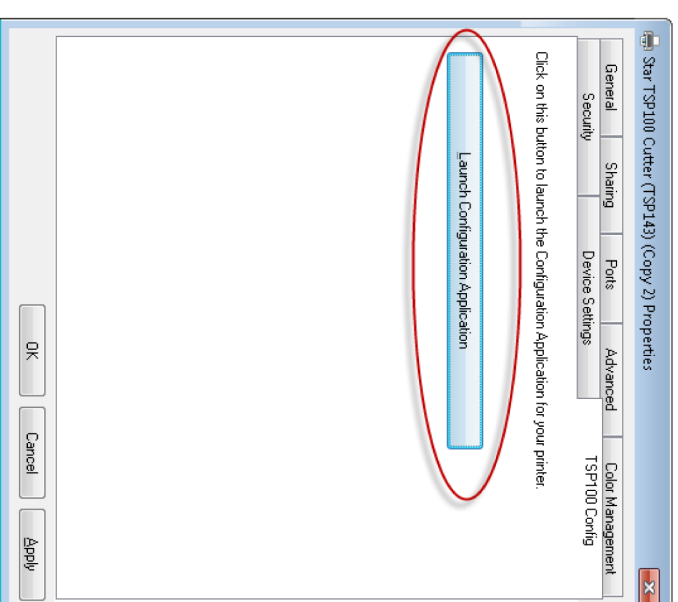 Star TSP100 Cutter (TSP143) (Copy 2) Properties
General Sharing Ports Advanced Color Management
Security Device Settings TSP100 Config
Click on this button to launch the Configuration Application for your printer.
Launch Configuration Application
OK Cancel Apply